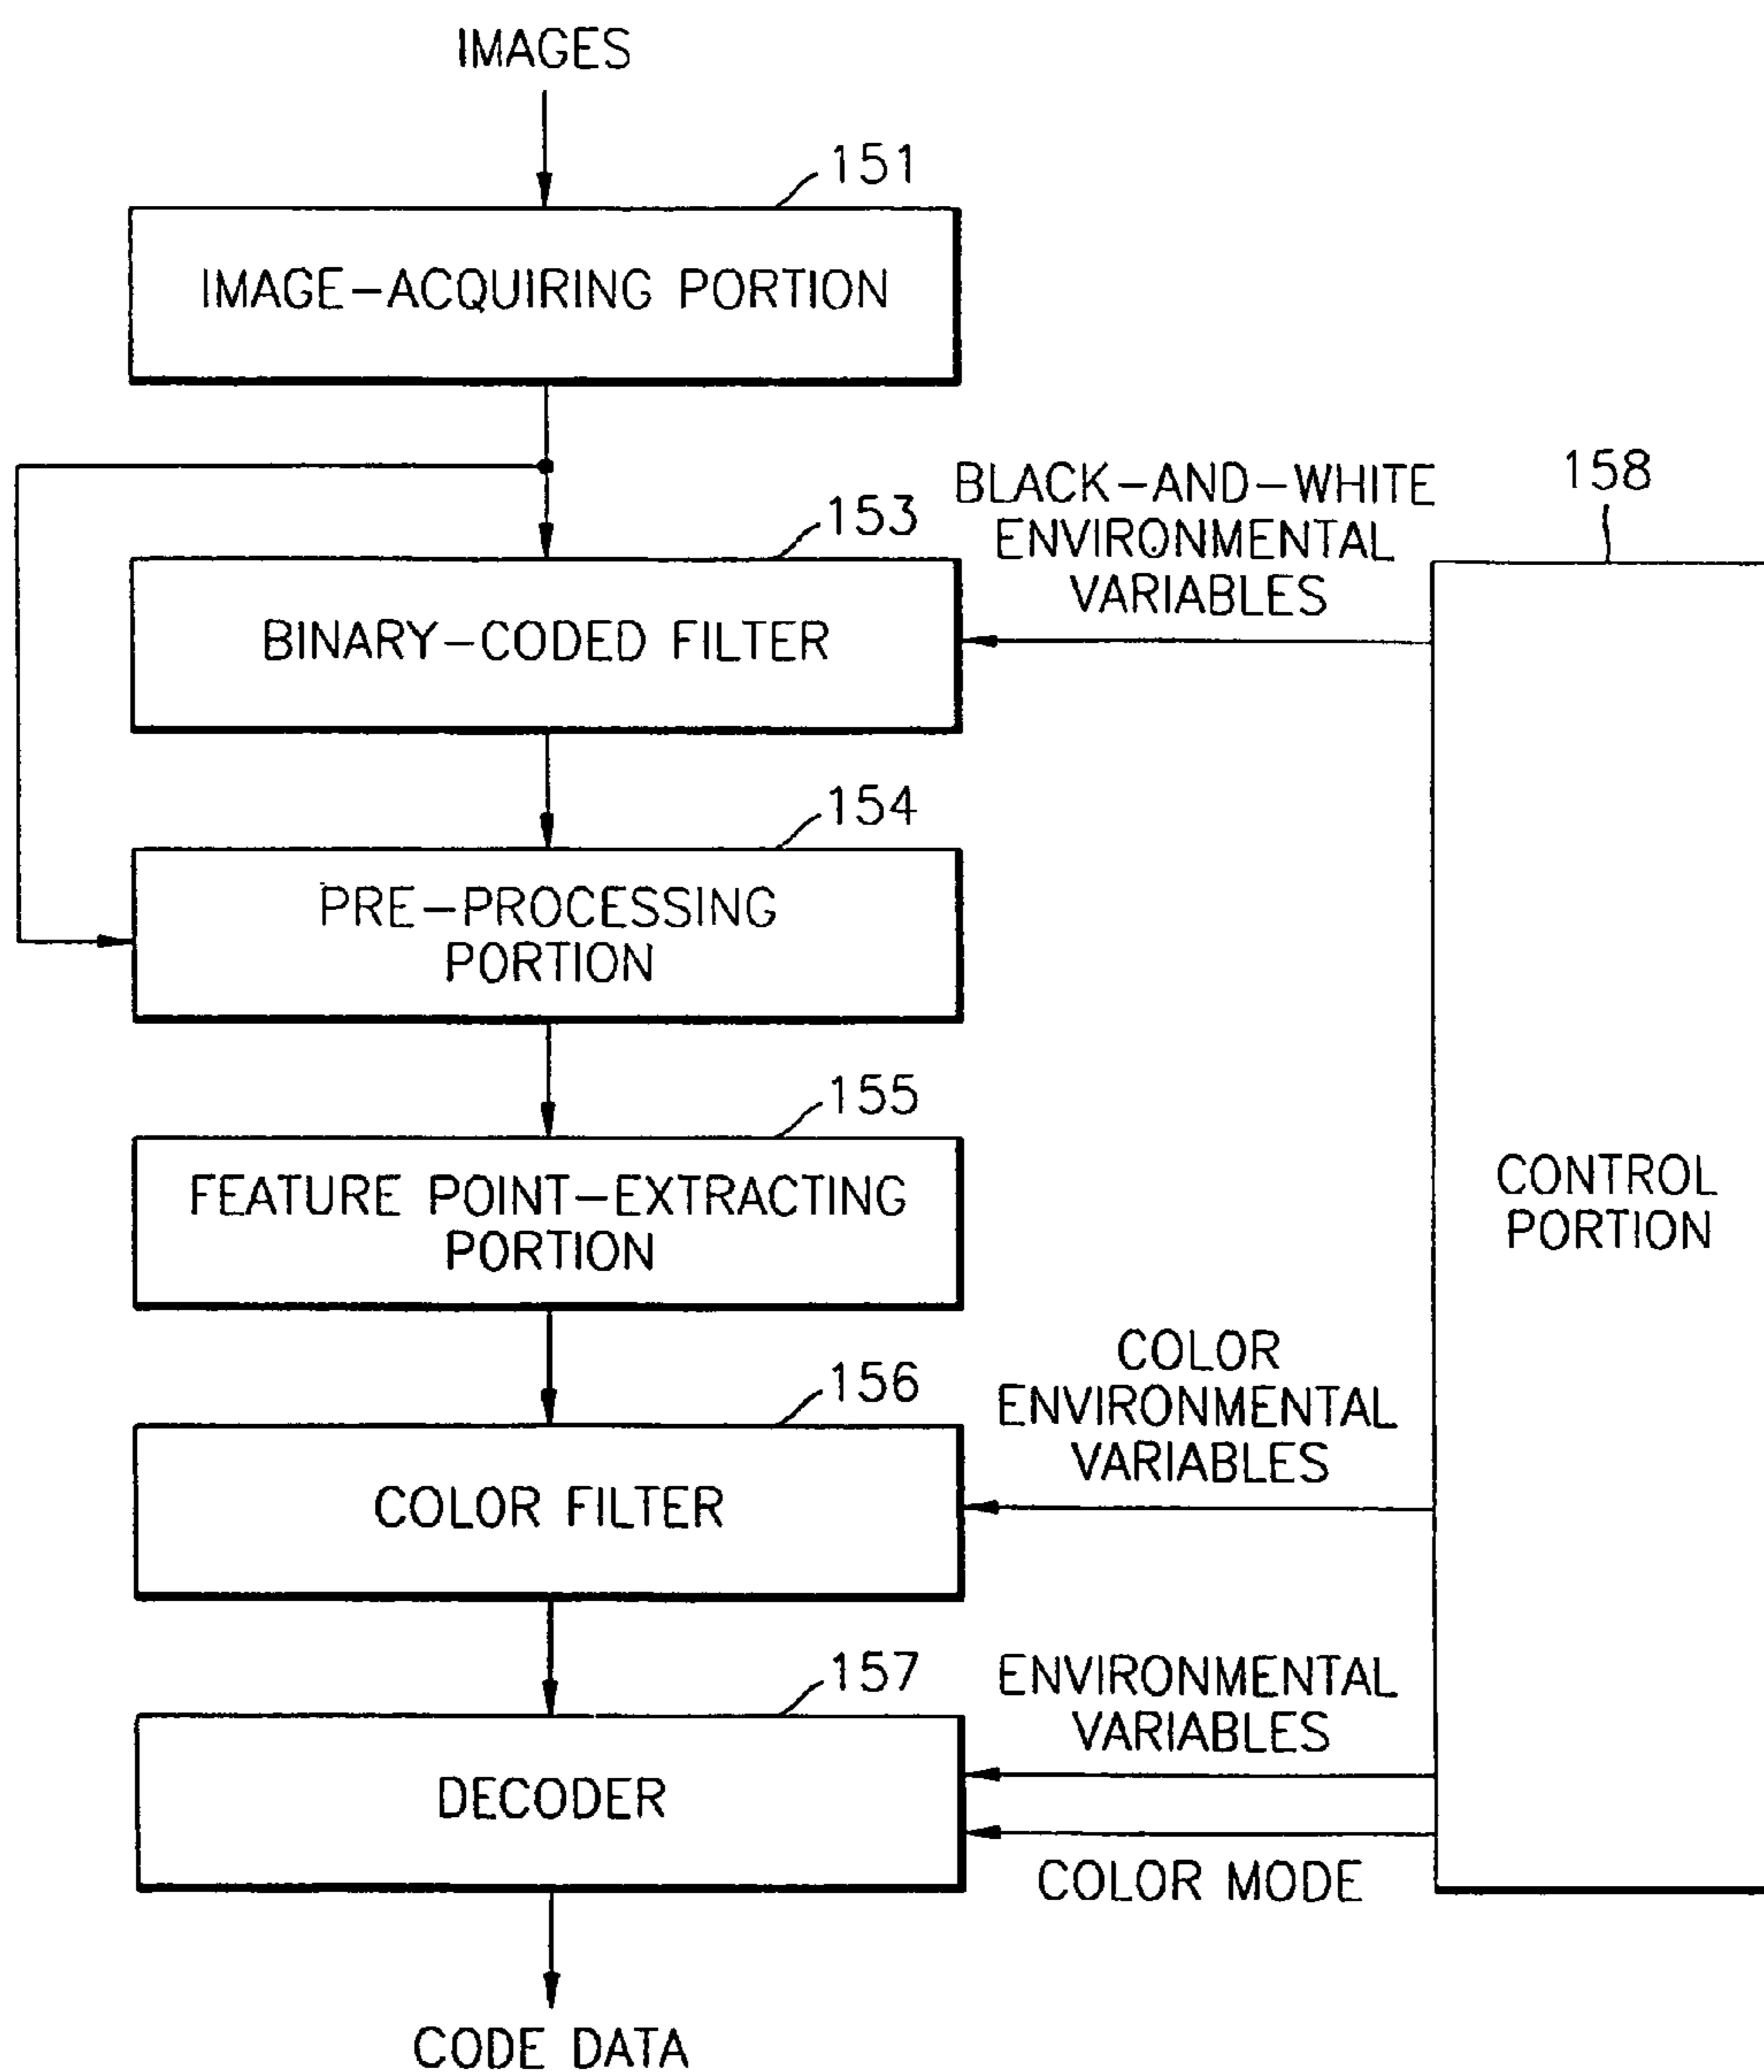 IMAGES
151
IMAGE-ACQUIRING PORTION
153
BINARY-CODED FILTER
BLACK-AND-WHITE
ENVIRONMENTAL
VARIABLES
158
154
PRE-PROCESSING
PORTION
155
FEATURE POINT-EXTRACTING
PORTION
CONTROL
PORTION
156
COLOR FILTER
COLOR
ENVIRONMENTAL
VARIABLES
157
DECODER
ENVIRONMENTAL
VARIABLES
COLOR MODE
CODE DATA